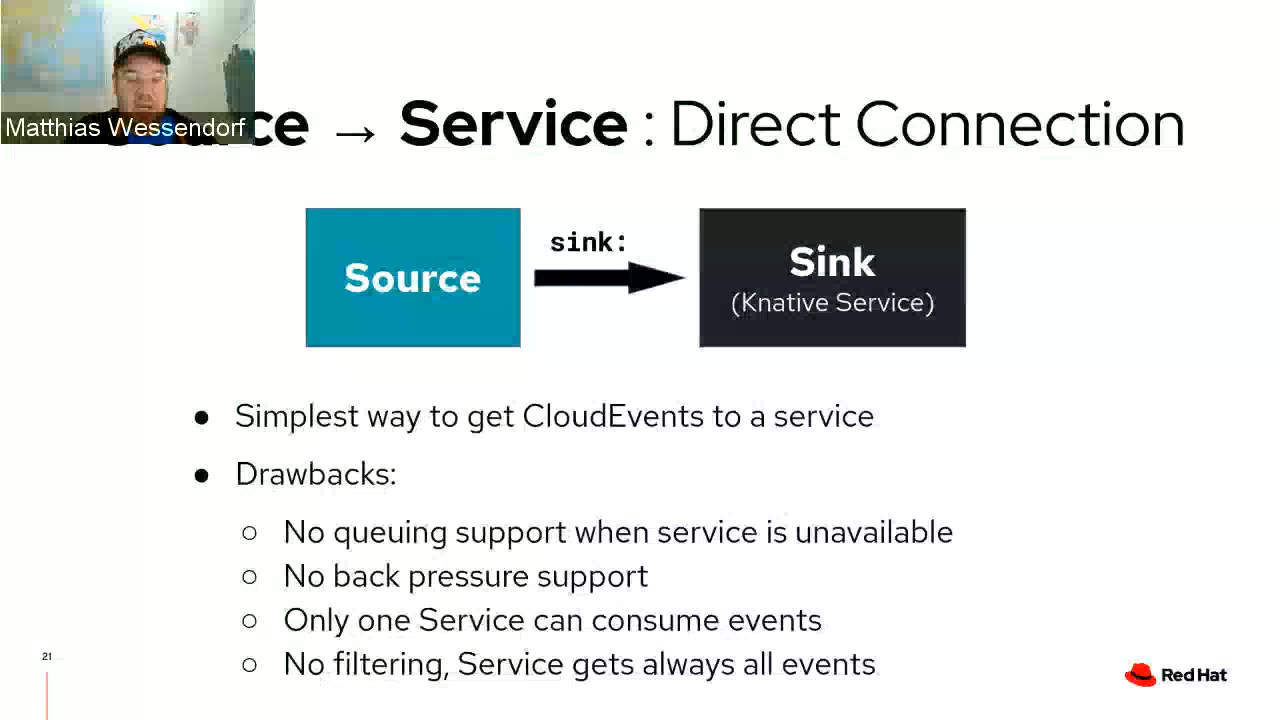 Matthias Wessendorf
→ Service : Direct Connection
Source
sink:
Sink
(Knative Service)
● Simplest way to get CloudEvents to a service
● Drawbacks:
○ No queuing support when service is unavailable
○ No back pressure support
○ Only one Service can consume events
○ No filtering, Service gets always all events
21
Red Hat